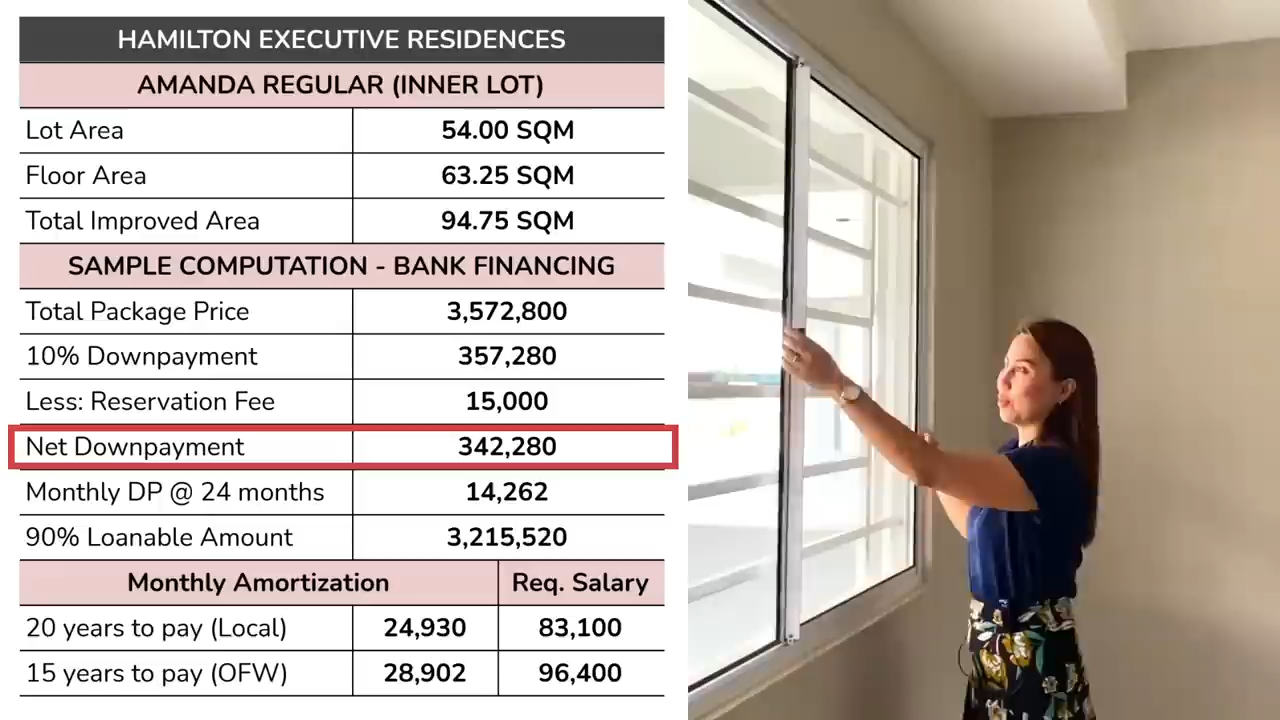 HAMILTON EXECUTIVE RESIDENCES
AMANDA REGULAR (INNER LOT)
Lot Area 54.00 SQM
Floor Area 63.25 SQM
Total Improved Area 94.75 SQM
SAMPLE COMPUTATION - BANK FINANCING
Total Package Price 3,572,800
10% Downpayment 357,280
Less: Reservation Fee 15,000
Net Downpayment 342,280
Monthly DP @ 24 months 14,262
90% Loanable Amount 3,215,520
Monthly Amortization Req. Salary
20 years to pay (Local) 24,930 83,100
15 years to pay (OFW) 28,902 96,400